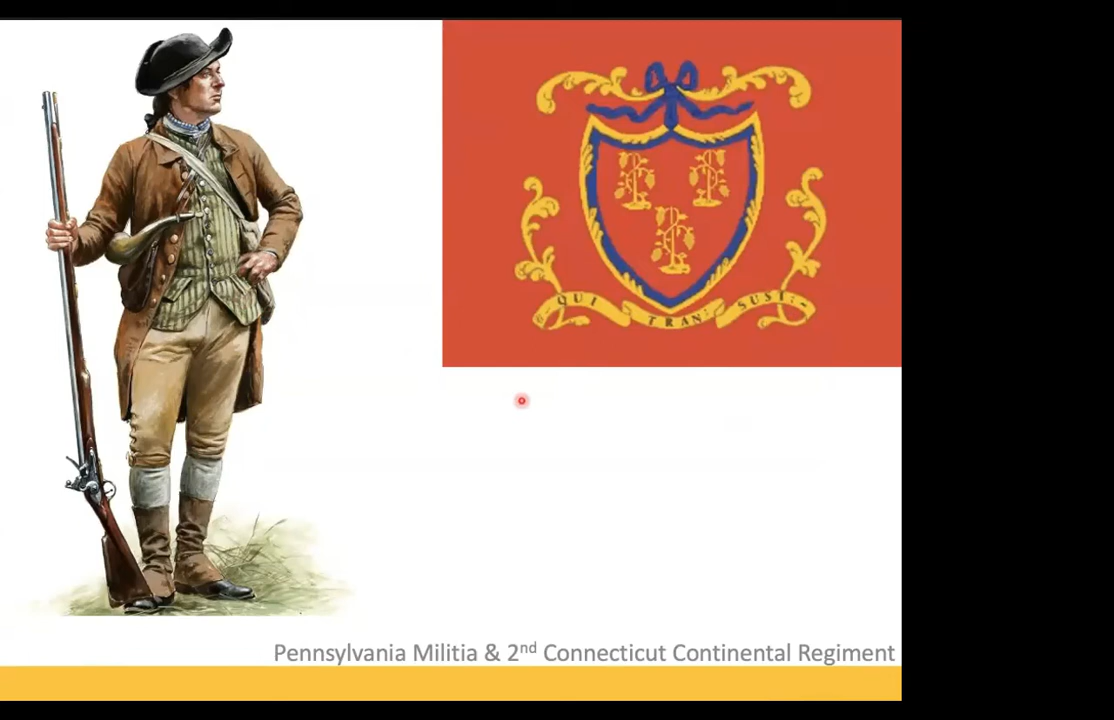 QUI TRAN: SUST:-
Pennsylvania Militia & 2nd Connecticut Continental Regiment